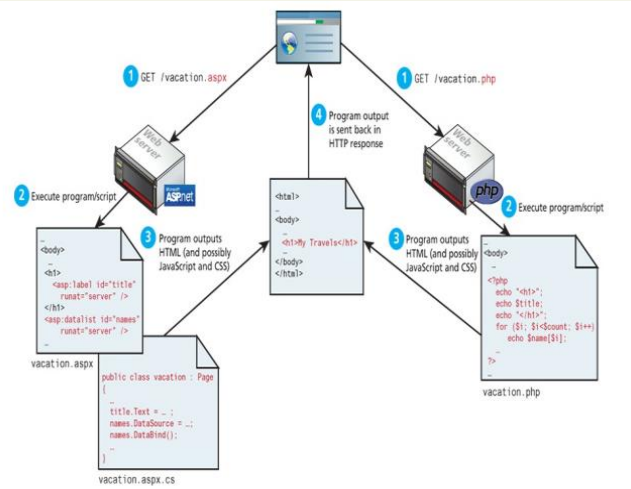 1 GET /vacation.aspx
1 GET /vacation.php
4 Program output
is sent back in
HTTP response
Web
server
Microsoft
ASP.net
Web
server
php
2 Execute program/script
2 Execute program/script
3 Program outputs
HTML (and possibly
JavaScript and CSS)
3 Program outputs
HTML (and possibly
JavaScript and CSS)
<html>
…
<body>
…
<h1>My Travels</h1>
…
</body>
</html>
…
<body>
…
<h1>
<asp:label id="title"
runat="server" />
</h1>
<asp:datalist id="names"
runat="server" />
…
vacation.aspx
public class vacation : Page
{
…
title.Text = … ;
names.DataSource = …;
names.DataBind();
…
}
vacation.aspx.cs
…
<body>
…
<?php
echo "<h1>";
echo $title;
echo "</h1>";
for ($i; $i<$count; $i++)
echo $name[$i];
…
?>
…
vacation.php